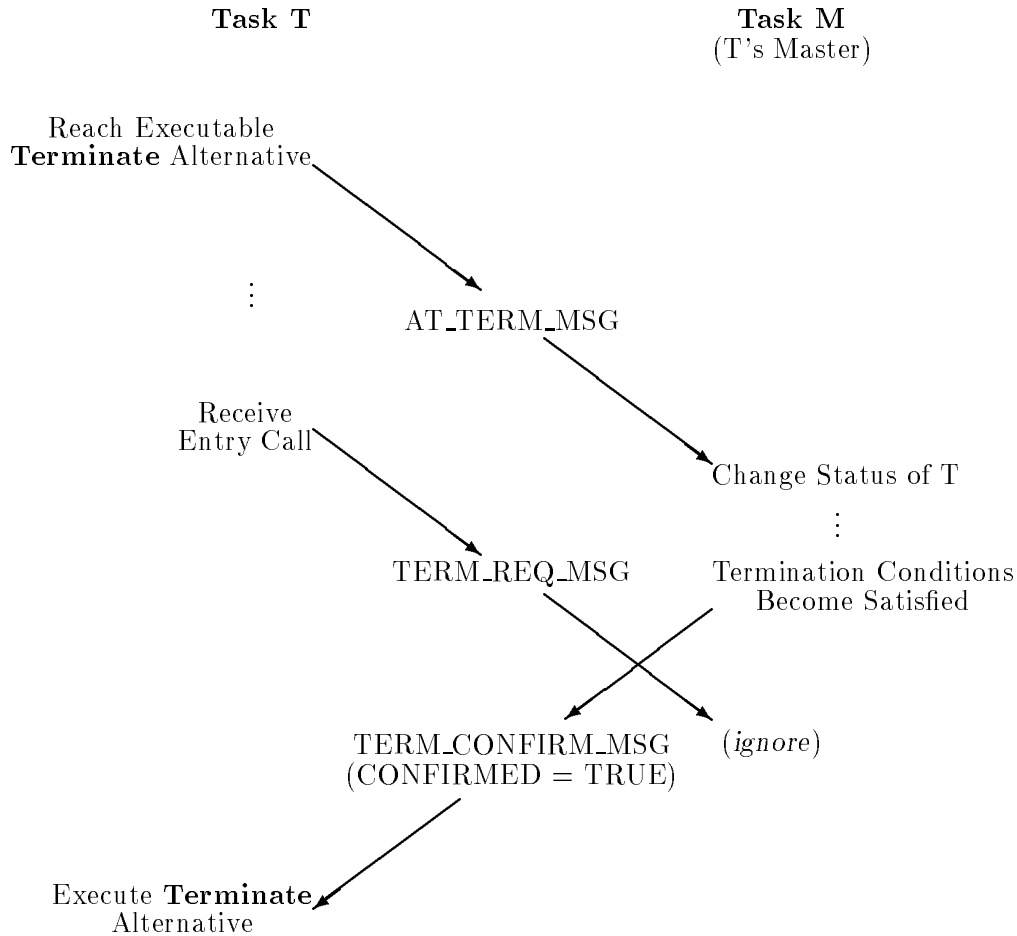 Task T
Task M
(T's Master)
Reach Executable
Terminate Alternative
AT_TERM_MSG
Receive
Entry Call
Change Status of T
TERM_REQ_MSG
Termination Conditions
Become Satisfied
TERM_CONFIRM_MSG
(CONFIRMED = TRUE)
(ignore)
Execute Terminate
Alternative